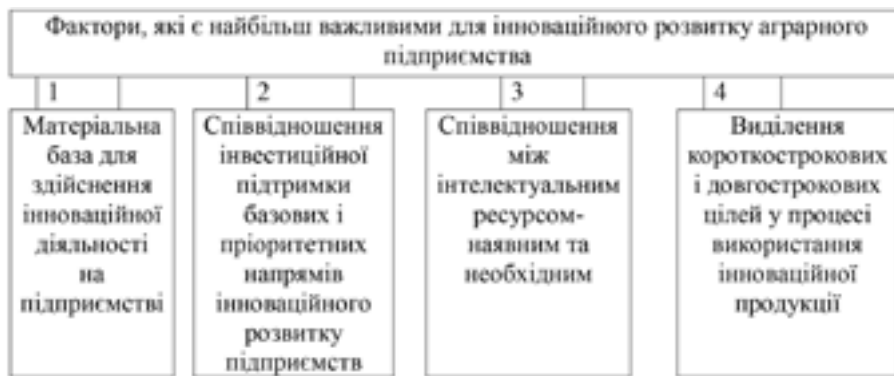 Фактори, які є найбільш важливими для інноваційного розвитку аграрного
підприємства
1
2
3
4
Матеріальна
база для
здійснення
інноваційної
діяльності
на
підприємстві
Співвідношення
інвестиційної
підтримки
базових і
пріоритетних
напрямів
інноваційного
розвитку
підприємств
Співвідношення
між
інтелектуальним
ресурсом-
наявним та
необхідним
Виділення
короткострокових
і довгострокових
цілей у процесі
використання
інноваційної
продукції